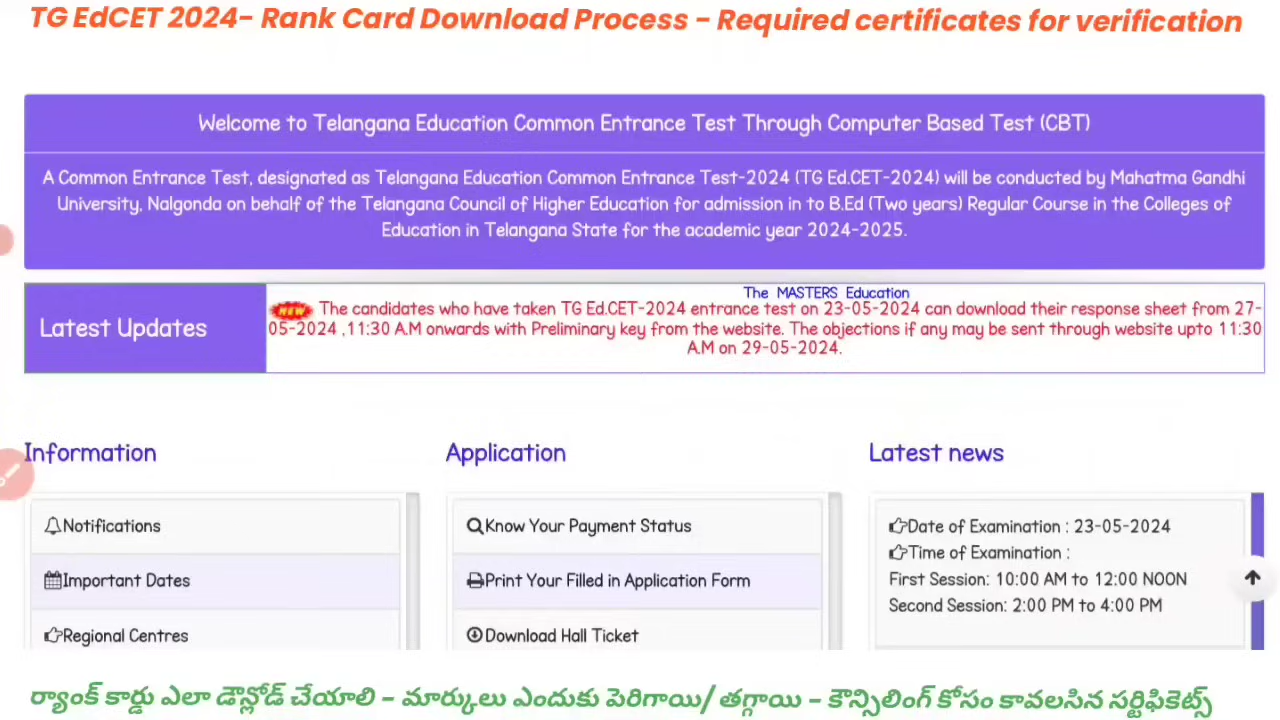 TG EdCET 2024- Rank Card Download Process - Required certificates for verification
Welcome to Telangana Education Common Entrance Test Through Computer Based Test (CBT)
A Common Entrance Test, designated as Telangana Education Common Entrance Test-2024 (TG Ed.CET-2024) will be conducted by Mahatma Gandhi
University, Nalgonda on behalf of the Telangana Council of Higher Education for admission in to B.Ed (Two years) Regular Course in the Colleges of
Education in Telangana State for the academic year 2024-2025.
The MASTERS Education
Latest Updates
NEW The candidates who have taken TG Ed.CET-2024 entrance test on 23-05-2024 can download their response sheet from 27-
05-2024 ,11:30 A.M onwards with Preliminary key from the website. The objections if any may be sent through website upto 11:30
A.M on 29-05-2024.
Information
Notifications
Important Dates
Regional Centres
Application
Know Your Payment Status
Print Your Filled in Application Form
Download Hall Ticket
Latest news
Date of Examination : 23-05-2024
Time of Examination :
First Session: 10:00 AM to 12:00 NOON
Second Session: 2:00 PM to 4:00 PM
ర్యాంక్ కార్డు ఎలా డౌన్లోడ్ చేయాలి - మార్కులు ఎందుకు పెరిగాయి/ తగ్గాయి - కౌన్సిలింగ్ కోసం కావలసిన సర్టిఫికెట్స్